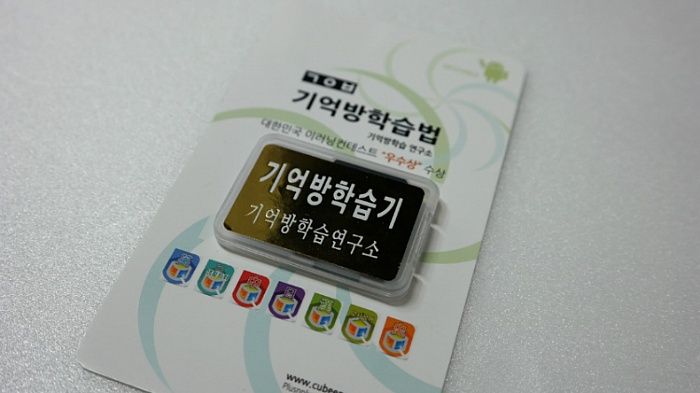 ㄱㅇㅂ
기억방학습법
기억방학습 연구소
대한민국 이러닝컨테스트 "우수상" 수상
기억방학습기
기억방학습연구소